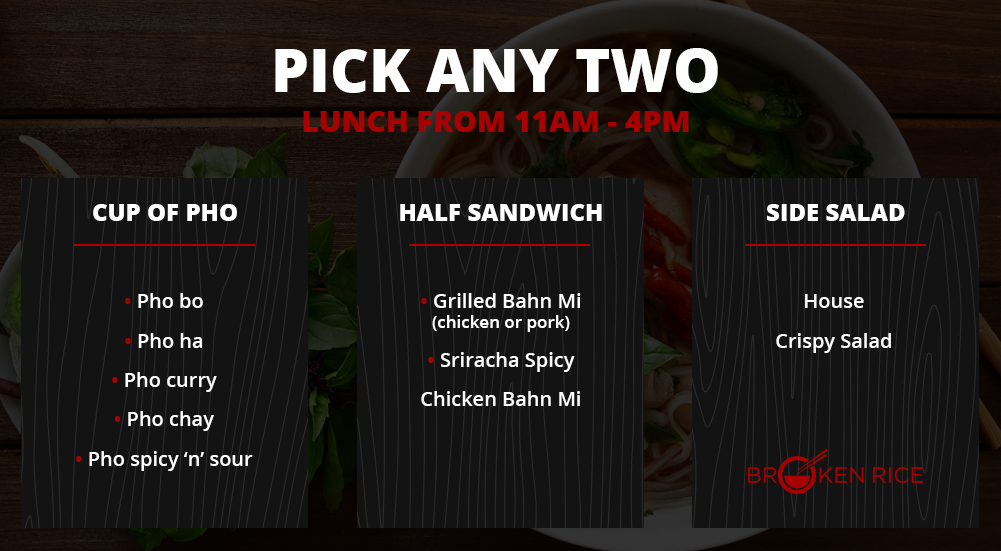 PICK ANY TWO
LUNCH FROM 11AM - 4PM
CUP OF PHO
• Pho bo
• Pho ha
• Pho curry
• Pho chay
• Pho spicy ‘n’ sour
HALF SANDWICH
• Grilled Bahn Mi
(chicken or pork)
• Sriracha Spicy
Chicken Bahn Mi
SIDE SALAD
House
Crispy Salad
BROKEN RICE